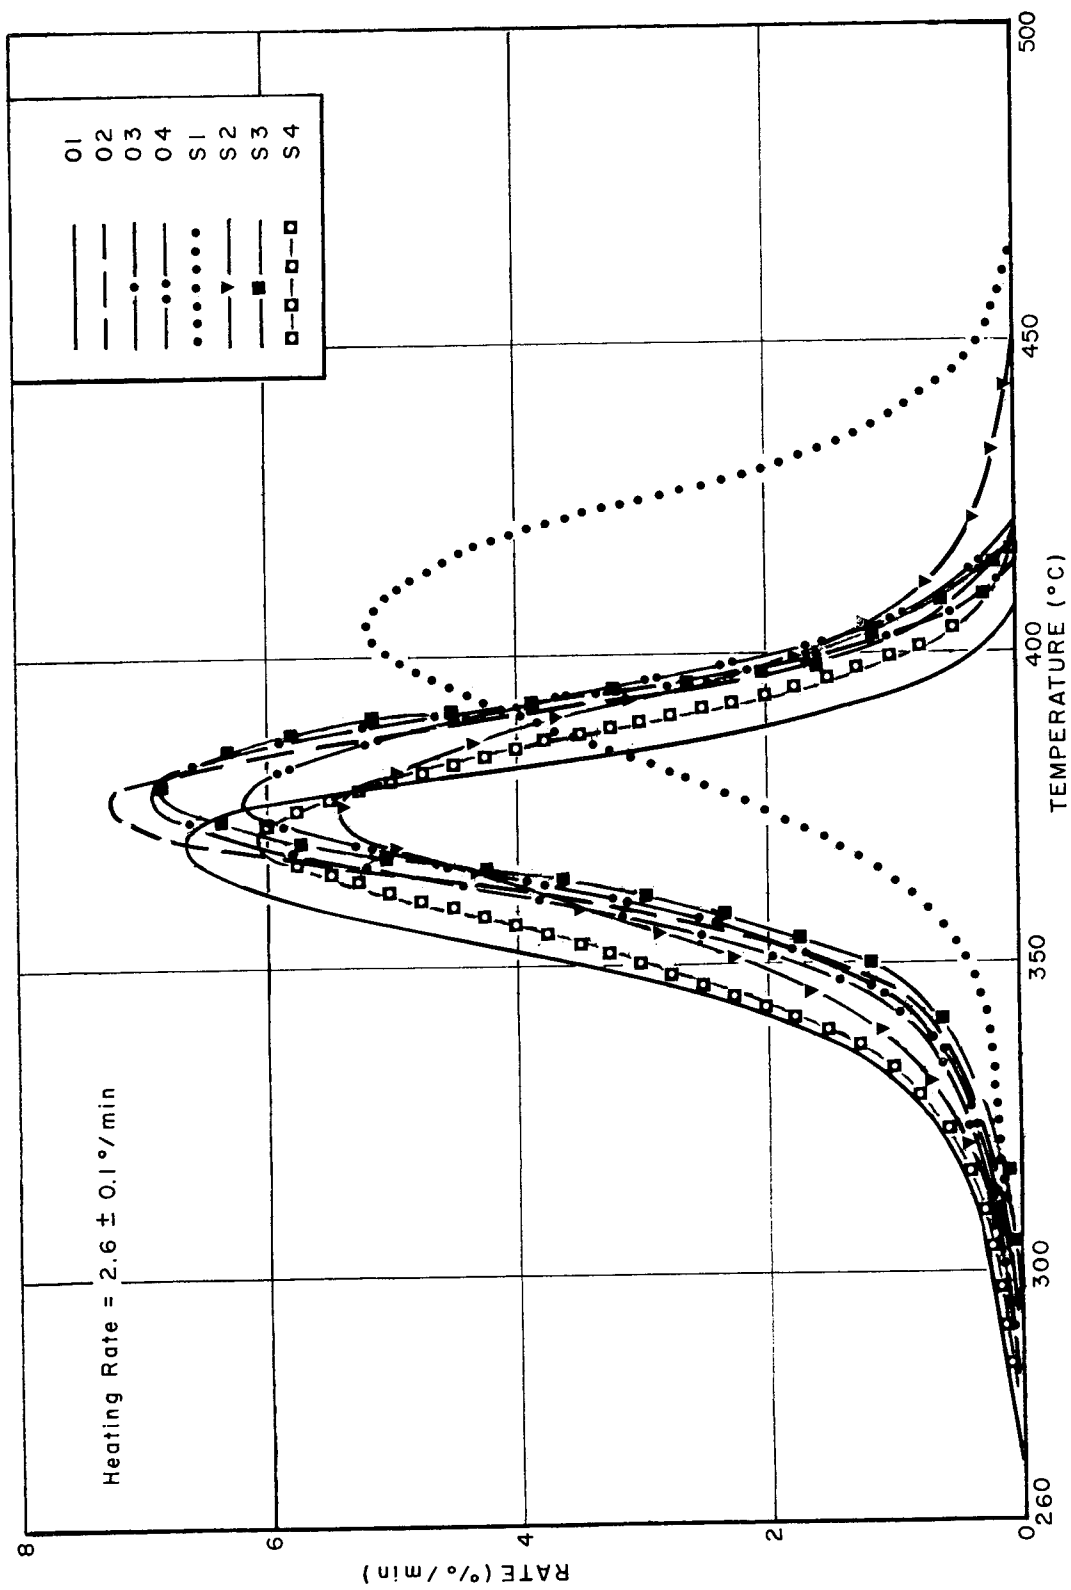 Heating Rate = 2.6 ± 0.1°/min
O1
O2
O3
O4
S1
S2
S3
S4
RATE (%/min)
8
6
4
2
0
260
300
350
400
450
500
TEMPERATURE (°C)